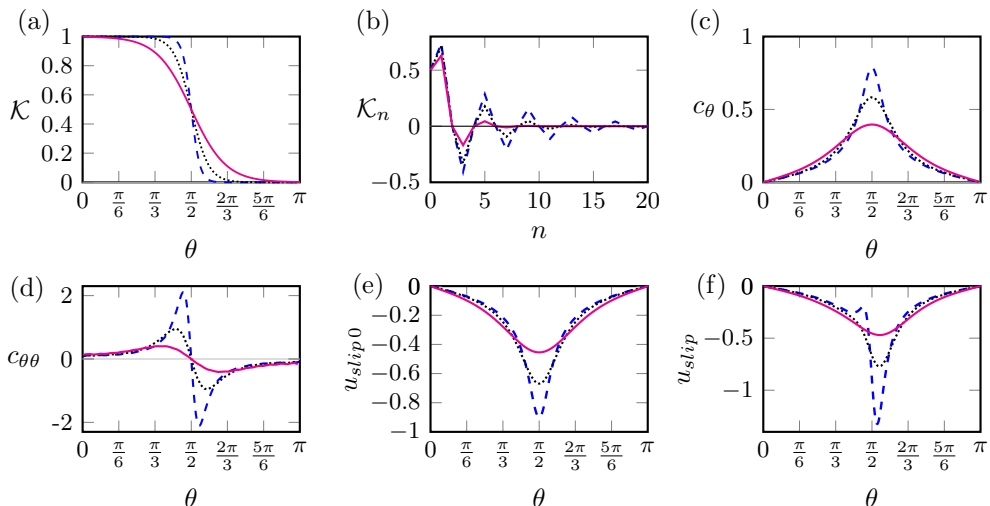 (a)
1
0.8
0.6
0.4
0.2
0
𝒦
0 π/6 π/3 π/2 2π/3 5π/6 π
θ
(b)
0.5
0
−0.5
𝒦ₙ
0 5 10 15 20
n
(c)
1
0.5
0
c_θ
0 π/6 π/3 π/2 2π/3 5π/6 π
θ
(d)
2
0
-2
c_θθ
0 π/6 π/3 π/2 2π/3 5π/6 π
θ
(e)
0
−0.2
−0.4
−0.6
−0.8
−1
u_slip0
0 π/6 π/3 π/2 2π/3 5π/6 π
θ
(f)
0
−0.5
−1
u_slip
0 π/6 π/3 π/2 2π/3 5π/6 π
θ